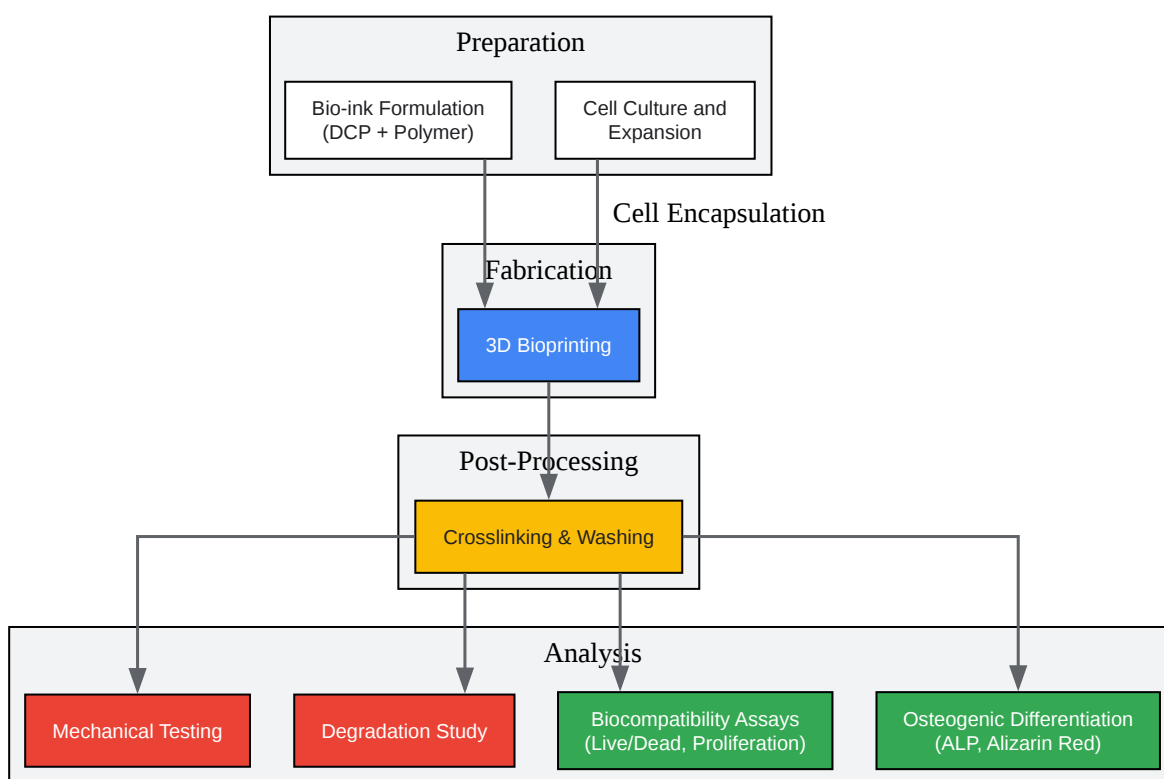 Preparation
Bio-ink Formulation
(DCP + Polymer)
Cell Culture and
Expansion
Cell Encapsulation
Fabrication
3D Bioprinting
Post-Processing
Crosslinking & Washing
Analysis
Mechanical Testing
Degradation Study
Biocompatibility Assays
(Live/Dead, Proliferation)
Osteogenic Differentiation
(ALP, Alizarin Red)